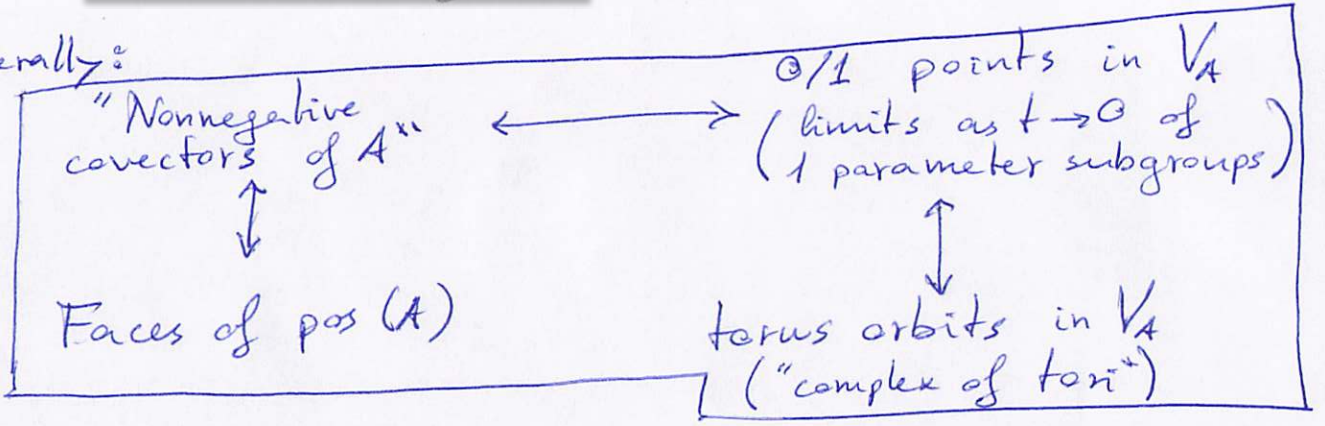 erally:
"Nonnegative
covectors of A"
↔
0/1 points in V_A
(limits as t→0 of
1 parameter subgroups)
↕
↕
Faces of pos (A)
torus orbits in V_A
("complex of tori")